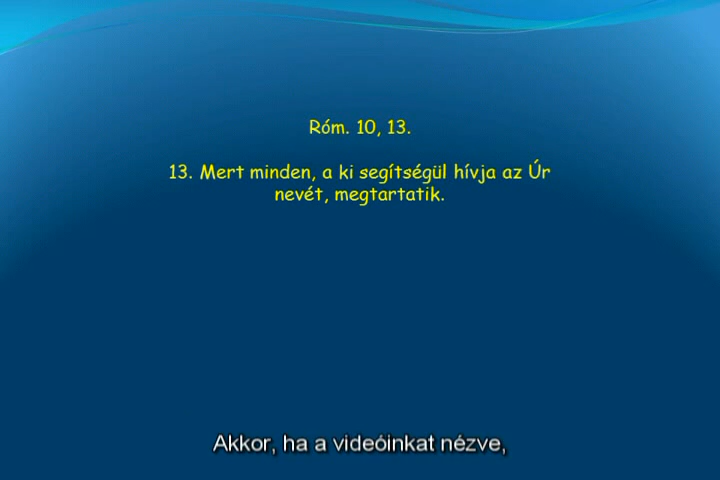 Róm. 10, 13.
13. Mert minden, a ki segítségül hívja az Úr
nevét, megtartatik.
Akkor, ha a videóinkat nézve,